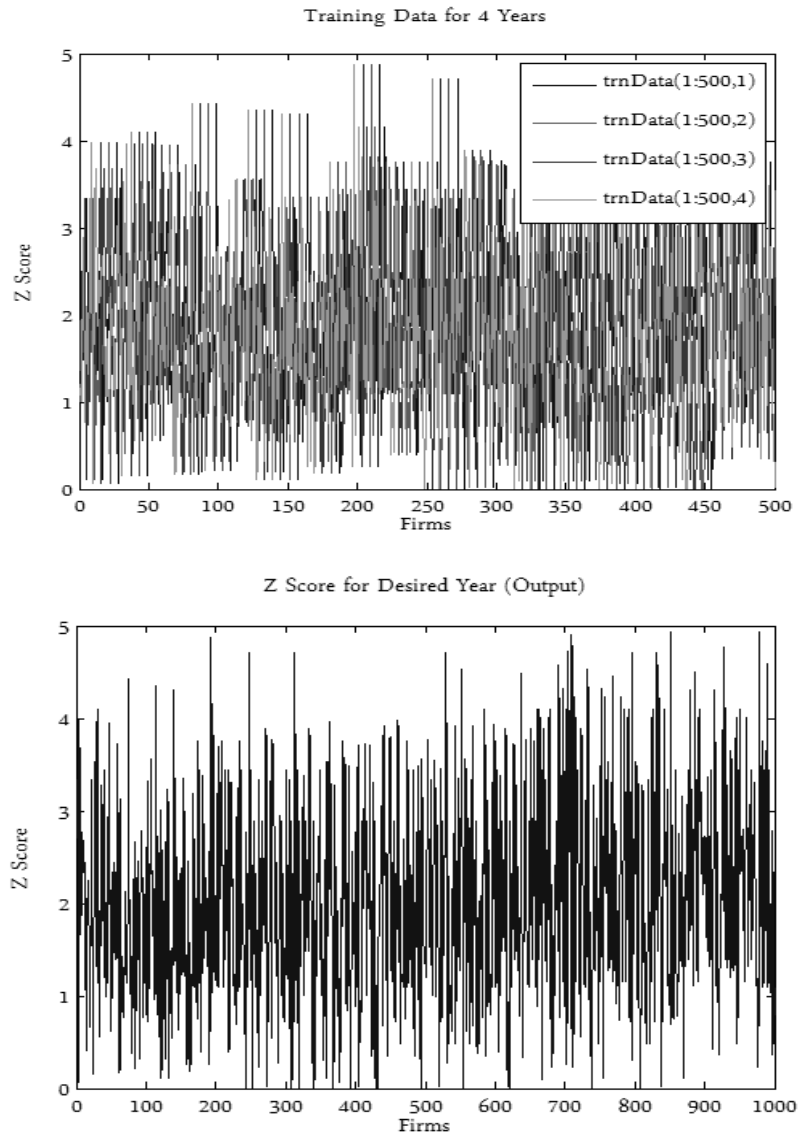 Training Data for 4 Years
5
4
3
2
1
0
Z Score
trnData(1:500,1)
trnData(1:500,2)
trnData(1:500,3)
trnData(1:500,4)
0 50 100 150 200 250 300 350 400 450 500
Firms
Z Score for Desired Year (Output)
5
4
3
2
1
0
Z Score
0 100 200 300 400 500 600 700 800 900 1000
Firms